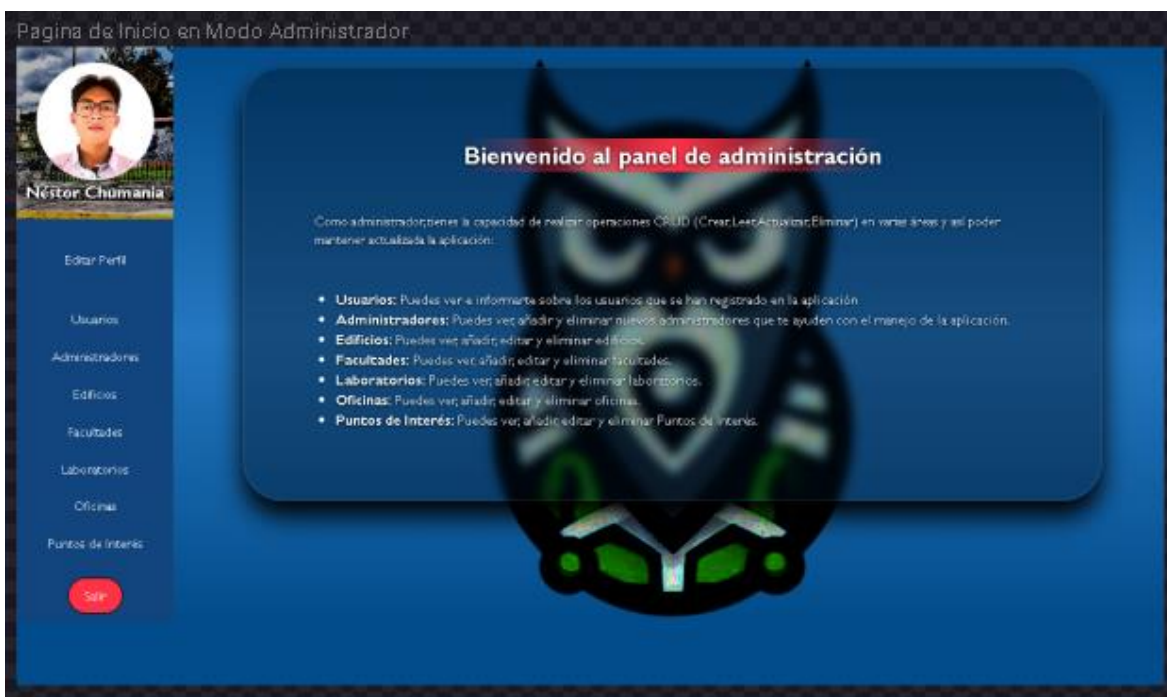 Pagina de Inicio en Modo Administrador
Néstor Chumania
Editar Perfil
Usuarios
Administradores
Edificios
Facultades
Laboratorios
Oficinas
Puntos de Interés
Salir
Bienvenido al panel de administración
Como administrador, tienes la capacidad de realizar operaciones CRUD (Crear, Leer, Actualizar, Eliminar) en varias áreas y así poder
mantener actualizada la aplicación:
• Usuarios: Puedes ver e informarte sobre los usuarios que se han registrado en la aplicación
• Administradores: Puedes ver, añadir y eliminar nuevos administradores que te ayuden con el manejo de la aplicación.
• Edificios: Puedes ver, añadir, editar y eliminar edificios.
• Facultades: Puedes ver, añadir, editar y eliminar facultades.
• Laboratorios: Puedes ver, añadir, editar y eliminar laboratorios.
• Oficinas: Puedes ver, añadir, editar y eliminar oficinas.
• Puntos de Interés: Puedes ver, añadir, editar y eliminar Puntos de Interés.